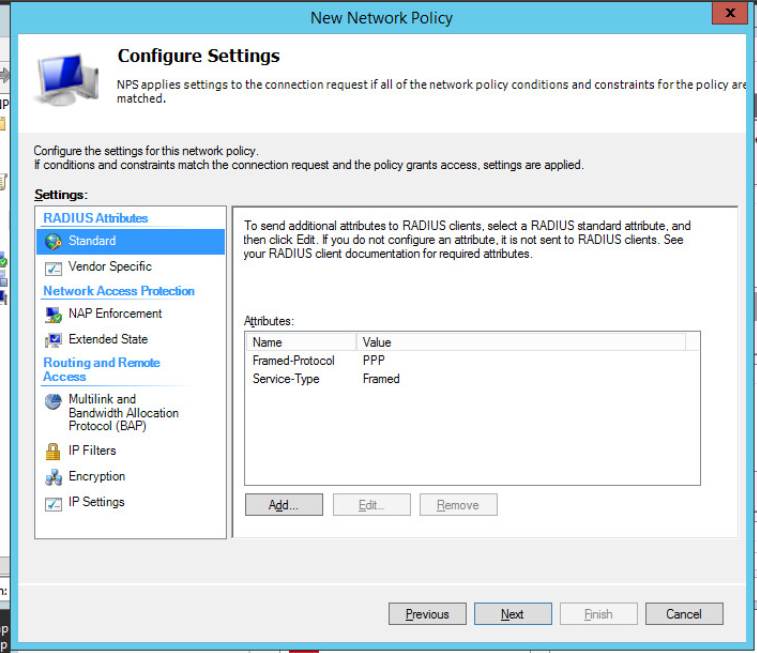 New Network Policy
X
Configure Settings
NPS applies settings to the connection request if all of the network policy conditions and constraints for the policy are
matched.
Configure the settings for this network policy.
If conditions and constraints match the connection request and the policy grants access, settings are applied.
Settings:
RADIUS Attributes
Standard
Vendor Specific
Network Access Protection
NAP Enforcement
Extended State
Routing and Remote
Access
Multilink and
Bandwidth Allocation
Protocol (BAP)
IP Filters
Encryption
IP Settings
To send additional attributes to RADIUS clients, select a RADIUS standard attribute, and
then click Edit. If you do not configure an attribute, it is not sent to RADIUS clients. See
your RADIUS client documentation for required attributes.
Attributes:
Name Value
Framed-Protocol PPP
Service-Type Framed
Add... Edit... Remove
Previous Next Finish Cancel